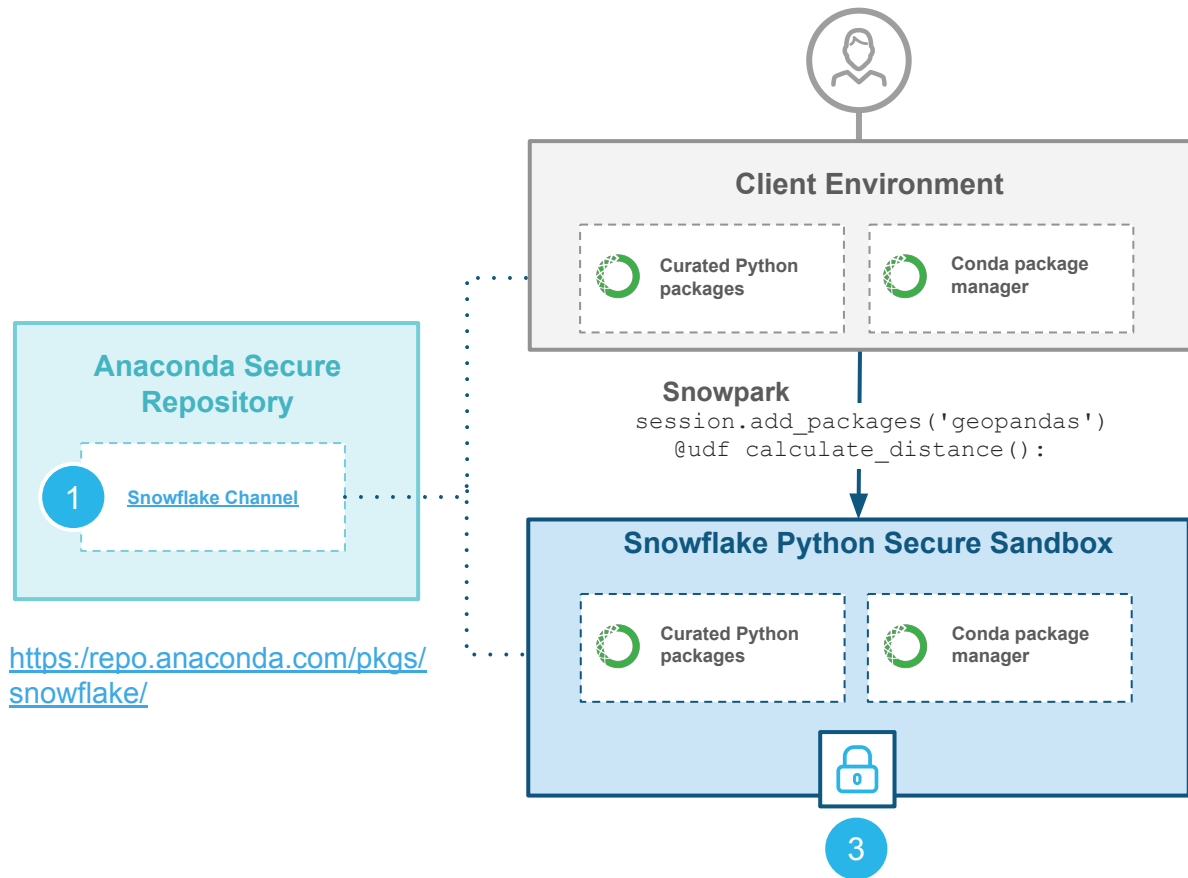 Client Environment
Curated Python
packages
Conda package
manager
Anaconda Secure
Repository
1
Snowflake Channel
https:/repo.anaconda.com/pkgs/
snowflake/
Snowpark
session.add_packages('geopandas')
@udf calculate_distance():
Snowflake Python Secure Sandbox
Curated Python
packages
Conda package
manager
3